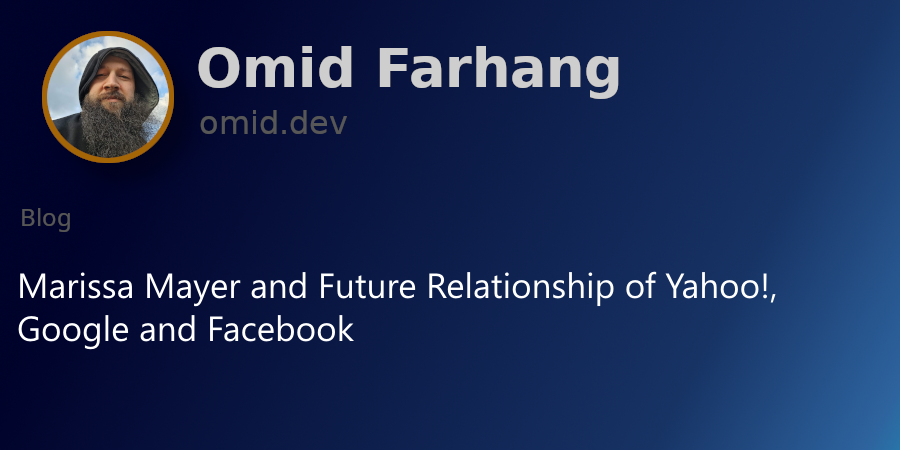 Omid Farhang
omid.dev
Blog
Marissa Mayer and Future Relationship of Yahoo!,
Google and Facebook